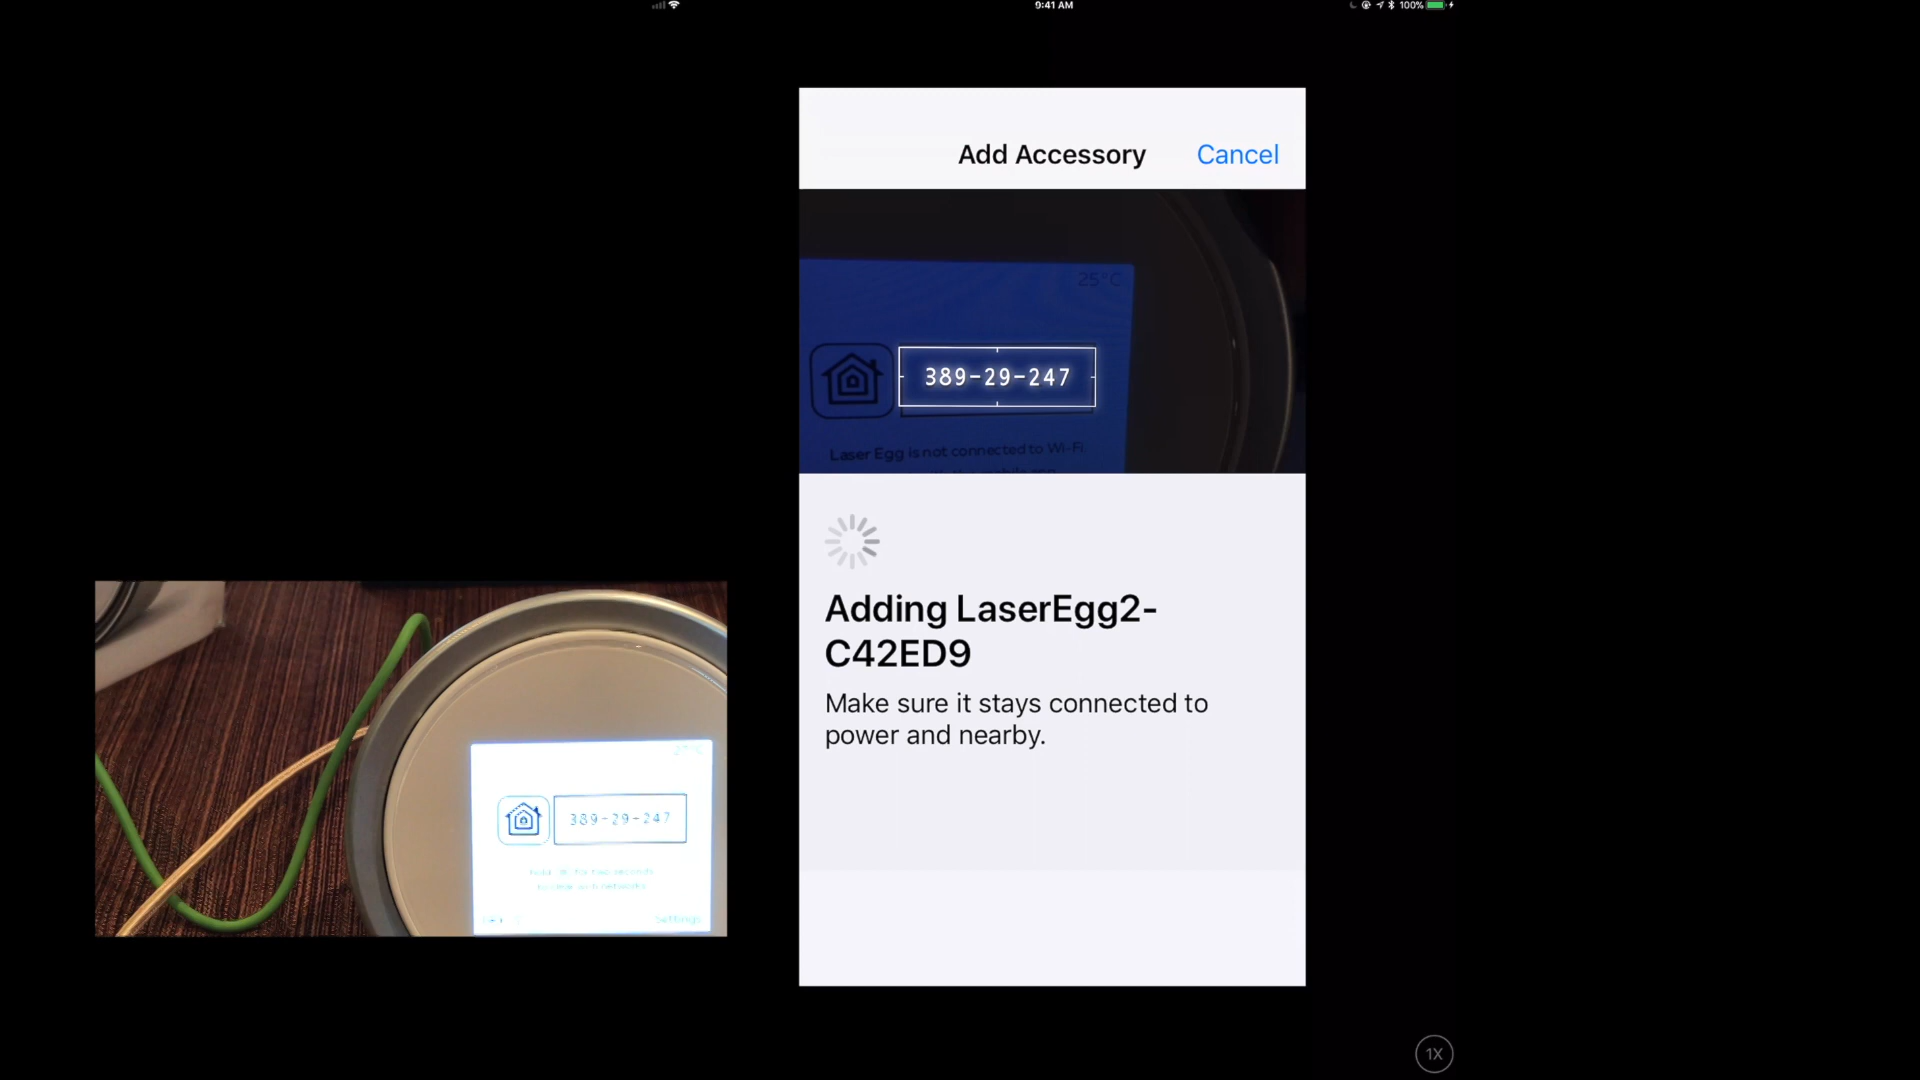 9:41 AM
100%
Add Accessory
Cancel
25°C
389-29-247
Laser Egg is not connected to Wi-Fi
Adding LaserEgg2-
C42ED9
Make sure it stays connected to
power and nearby.
389-29-247
Settings
1X